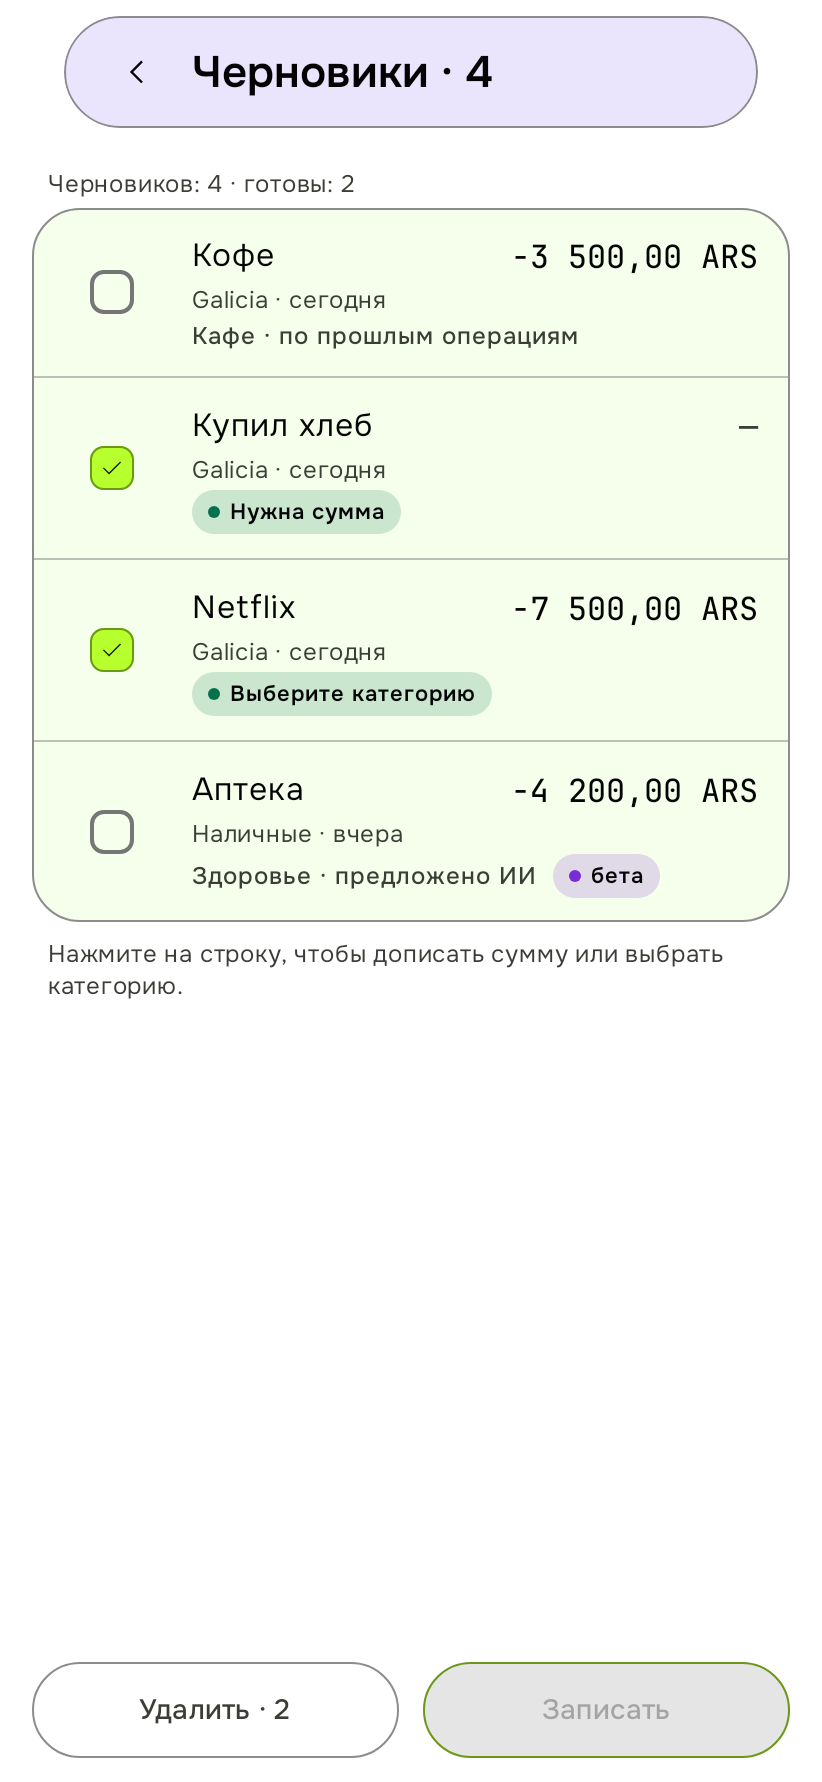 Черновики · 4
Черновиков: 4 · готовы: 2
Кофе -3 500,00 ARS
Galicia · сегодня
Кафе · по прошлым операциям
Купил хлеб —
Galicia · сегодня
Нужна сумма
Netflix -7 500,00 ARS
Galicia · сегодня
Выберите категорию
Аптека -4 200,00 ARS
Наличные · вчера
Здоровье · предложено ИИ бета
Нажмите на строку, чтобы дописать сумму или выбрать
категорию.
Удалить · 2 Записать